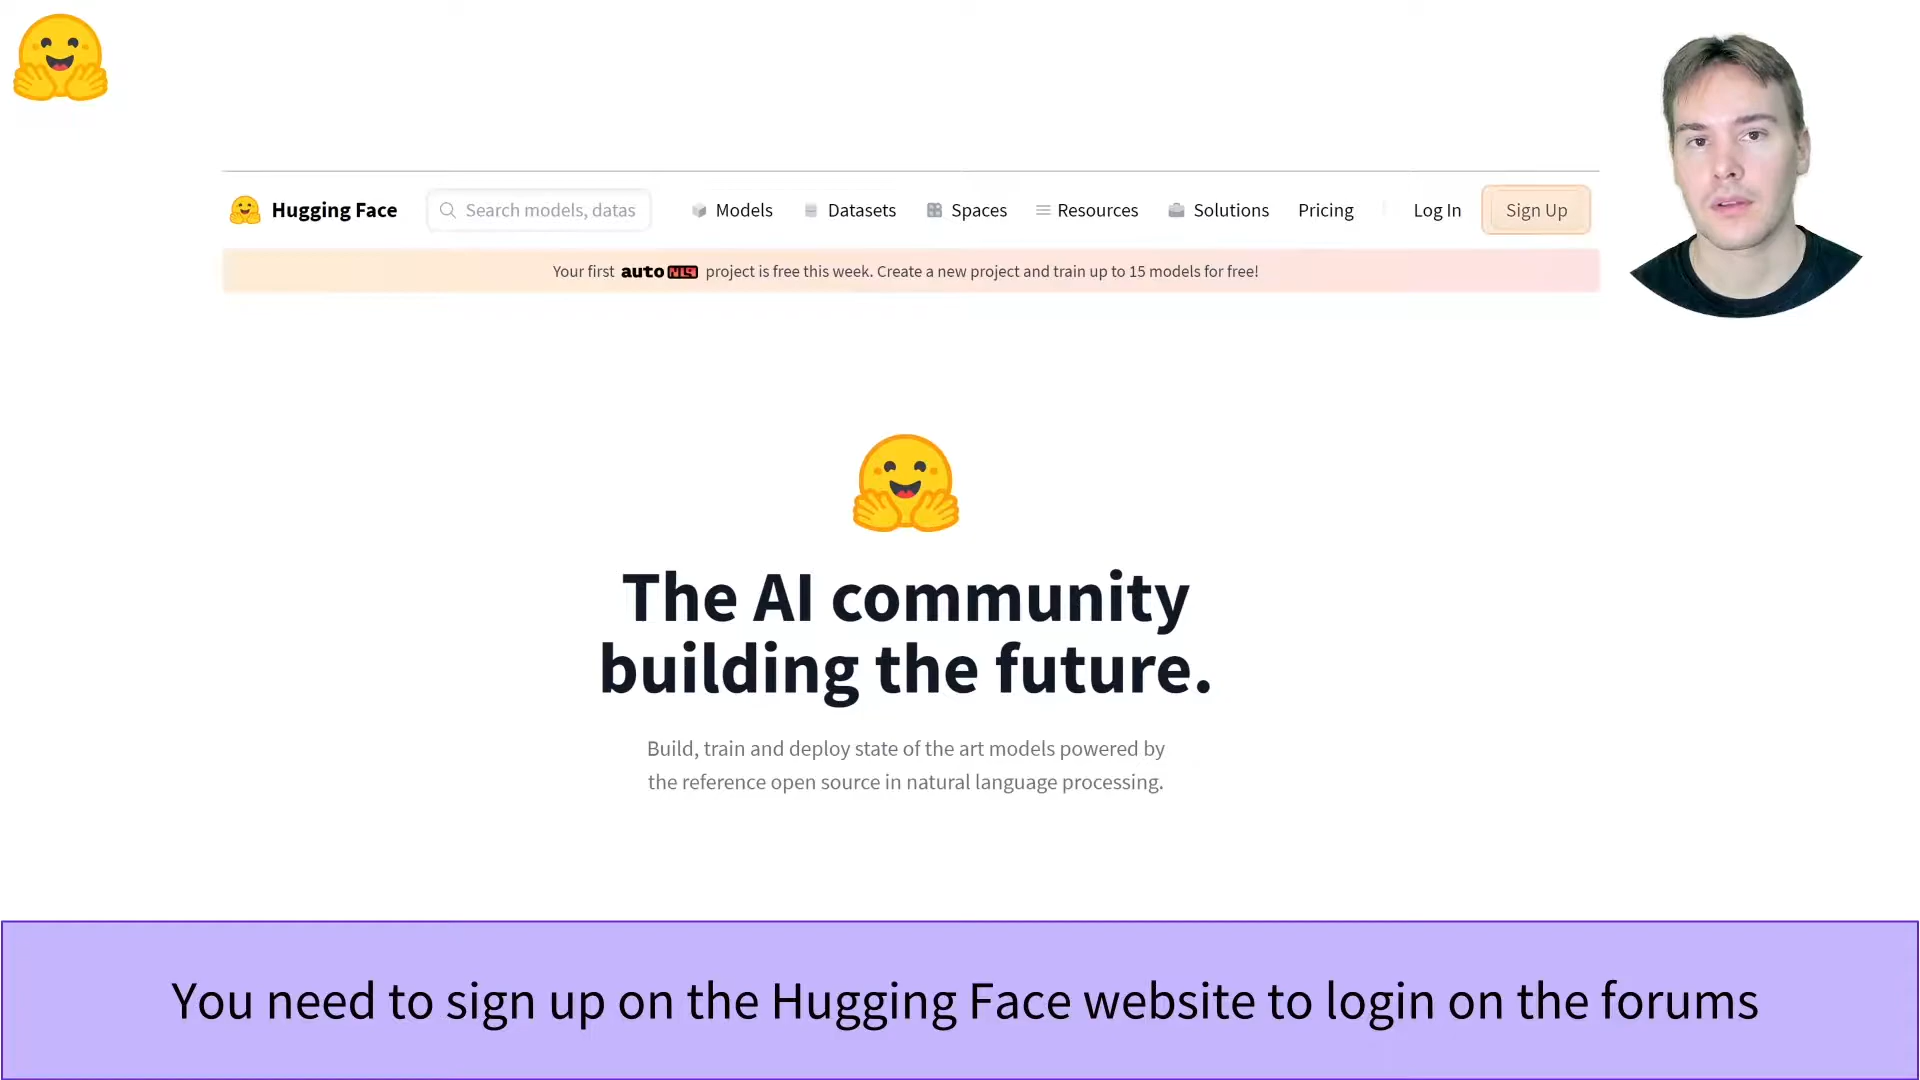 Hugging Face Search models, datas Models Datasets Spaces Resources Solutions Pricing Log In Sign Up
Your first autoNLP project is free this week. Create a new project and train up to 15 models for free!
The AI community
building the future.
Build, train and deploy state of the art models powered by
the reference open source in natural language processing.
You need to sign up on the Hugging Face website to login on the forums